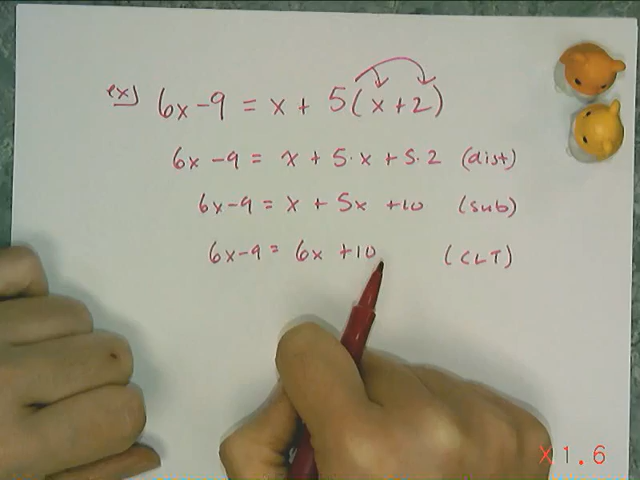 ex) 6x-9 = x + 5(x+2)
6x-9 = x + 5·x + 5·2 (dist)
6x-9 = x + 5x +10 (sub)
6x-9 = 6x +10 (CLT)
X1.6